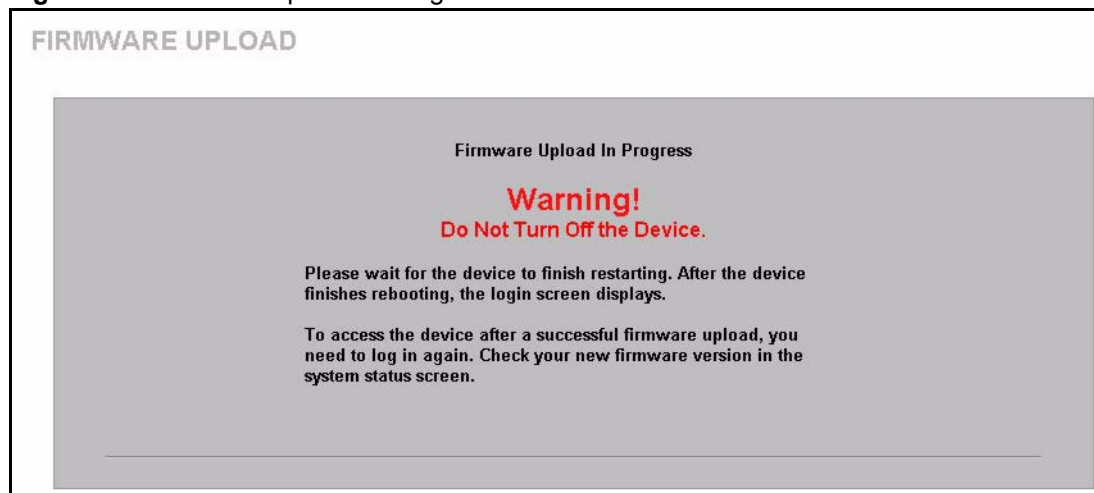 FIRMWARE UPLOAD
Firmware Upload In Progress
Warning!
Do Not Turn Off the Device.
Please wait for the device to finish restarting. After the device
finishes rebooting, the login screen displays.
To access the device after a successful firmware upload, you
need to log in again. Check your new firmware version in the
system status screen.